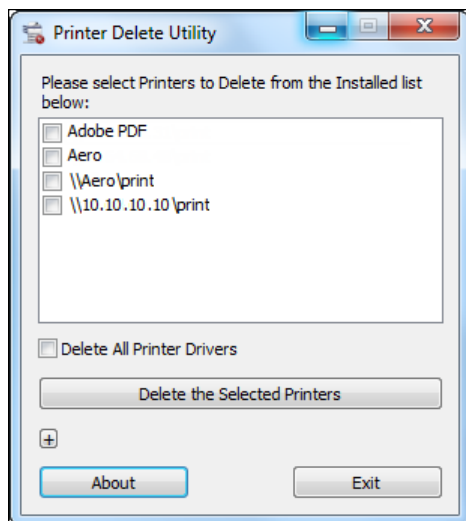 Printer Delete Utility
Please select Printers to Delete from the Installed list
below:
Adobe PDF
Aero
\\Aero\print
\\10.10.10.10\print
Delete All Printer Drivers
Delete the Selected Printers
About
Exit